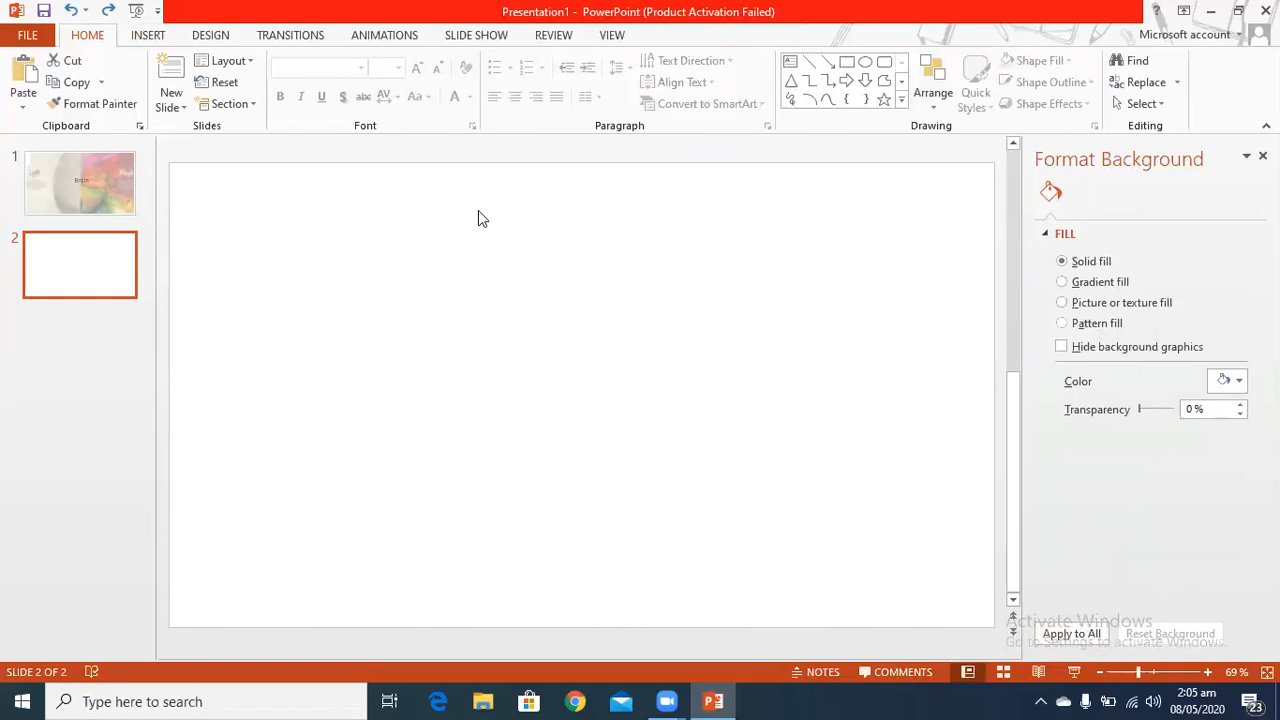 Presentation1 - PowerPoint (Product Activation Failed)
FILE HOME INSERT DESIGN TRANSITIONS ANIMATIONS SLIDE SHOW REVIEW VIEW Microsoft account
Paste
Cut
Copy
Format Painter
Clipboard
New Slide
Layout
Reset
Section
Slides
B I U S abc AV Aa A
Font
Text Direction
Align Text
Convert to SmartArt
Paragraph
Arrange
Quick Styles
Shape Fill
Shape Outline
Shape Effects
Drawing
Find
Replace
Select
Editing
1
Brain
2
Format Background
FILL
Solid fill
Gradient fill
Picture or texture fill
Pattern fill
Hide background graphics
Color
Transparency 0 %
Activate Windows
Go to Settings to activate Windows.
Apply to All Reset Background
SLIDE 2 OF 2 NOTES COMMENTS 69 %
Type here to search
2:05 am
08/05/2020
23